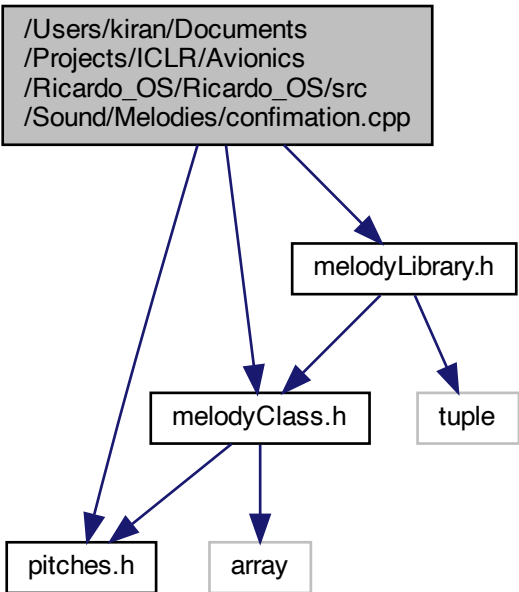 /Users/kiran/Documents
/Projects/ICLR/Avionics
/Ricardo_OS/Ricardo_OS/src
/Sound/Melodies/confimation.cpp
melodyLibrary.h
melodyClass.h
tuple
pitches.h
array